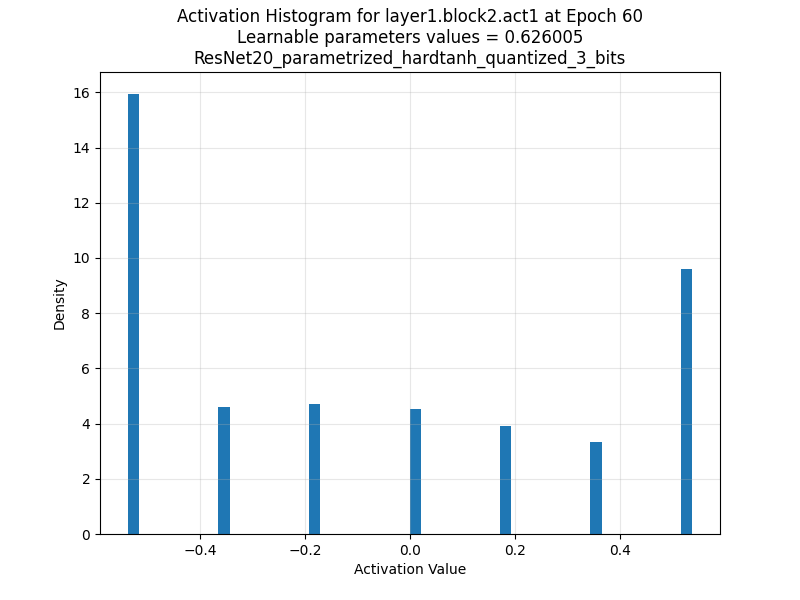 Activation Histogram for layer1.block2.act1 at Epoch 60
Learnable parameters values = 0.626005
ResNet20_parametrized_hardtanh_quantized_3_bits
16
14
12
10
8
6
4
2
0
Density
−0.4
−0.2
0.0
0.2
0.4
Activation Value